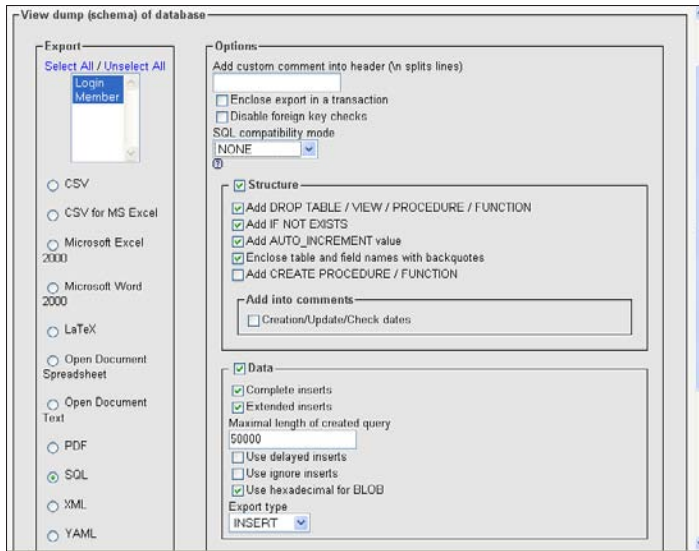 View dump (schema) of database
Export
Select All / Unselect All
Login
Member
CSV
CSV for MS Excel
Microsoft Excel
2000
Microsoft Word
2000
LaTeX
Open Document
Spreadsheet
Open Document
Text
PDF
SQL
XML
YAML
Options
Add custom comment into header (\n splits lines)
Enclose export in a transaction
Disable foreign key checks
SQL compatibility mode
NONE
Structure
Add DROP TABLE / VIEW / PROCEDURE / FUNCTION
Add IF NOT EXISTS
Add AUTO_INCREMENT value
Enclose table and field names with backquotes
Add CREATE PROCEDURE / FUNCTION
Add into comments
Creation/Update/Check dates
Data
Complete inserts
Extended inserts
Maximal length of created query
50000
Use delayed inserts
Use ignore inserts
Use hexadecimal for BLOB
Export type
INSERT